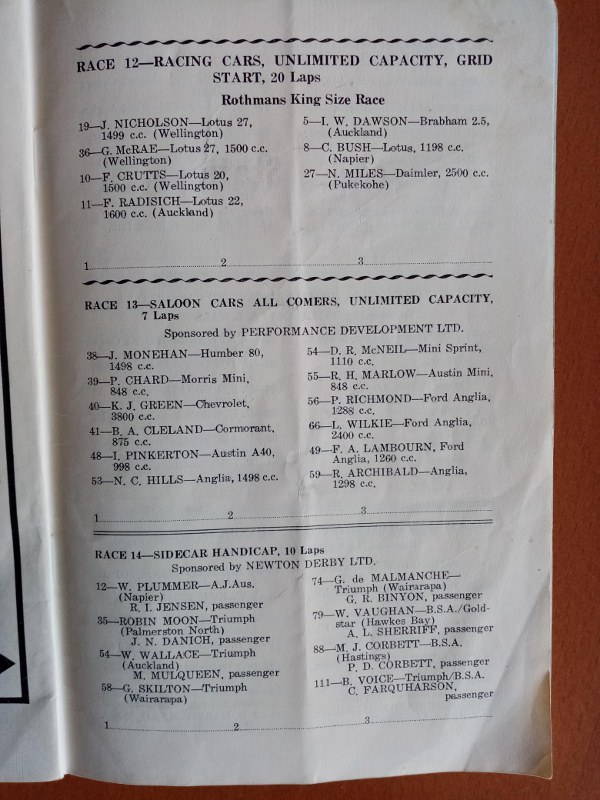 RACE 12—RACING CARS, UNLIMITED CAPACITY, GRID
START, 20 Laps
Rothmans King Size Race
19—J. NICHOLSON—Lotus 27,
1499 c.c. (Wellington)
36—G. McRAE—Lotus 27, 1500 c.c.
(Wellington)
10—F. CRUTTS—Lotus 20,
1500 c.c. (Wellington)
11—F. RADISICH—Lotus 22,
1600 c.c. (Auckland)
5—I. W. DAWSON—Brabham 2.5,
(Auckland)
8—C. BUSH—Lotus, 1198 c.c.
(Napier)
27—N. MILES—Daimler, 2500 c.c.
(Pukekohe)
1 2 3
RACE 13—SALOON CARS ALL COMERS, UNLIMITED CAPACITY,
7 Laps
Sponsored by PERFORMANCE DEVELOPMENT LTD.
38—J. MONEHAN—Humber 80,
1498 c.c.
39—P. CHARD—Morris Mini,
848 c.c.
40—K. J. GREEN—Chevrolet,
3800 c.c.
41—B. A. CLELAND—Cormorant,
875 c.c.
48—I. PINKERTON—Austin A40,
998 c.c.
53—N. C. HILLS—Anglia, 1498 c.c.
54—D. R. McNEIL—Mini Sprint,
1110 c.c.
55—R. H. MARLOW—Austin Mini,
848 c.c.
56—P. RICHMOND—Ford Anglia,
1288 c.c.
66—L. WILKIE—Ford Anglia,
2400 c.c.
49—F. A. LAMBOURN, Ford
Anglia, 1260 c.c.
59—R. ARCHIBALD—Anglia,
1298 c.c.
1 2 3
RACE 14—SIDECAR HANDICAP, 10 Laps
Sponsored by NEWTON DERBY LTD.
12—W. PLUMMER—A.J.Aus.
(Napier)
R. I. JENSEN, passenger
35—ROBIN MOON—Triumph
(Palmerston North)
J. N. DANICH, passenger
54—W. WALLACE—Triumph
(Auckland)
M. MULQUEEN, passenger
58—G. SKILTON—Triumph
(Wairarapa)
74—G. de MALMANCHE—
Triumph (Wairarapa)
G. R. BINYON, passenger
79—W. VAUGHAN—B.S.A./Gold-
star (Hawkes Bay)
A. L. SHERRIFF, passenger
88—M. J. CORBETT—B.S.A.
(Hastings)
P. D. CORBETT, passenger
111—B. VOICE—Triumph/B.S.A.
C. FARQUHARSON,
passenger
1 2 3